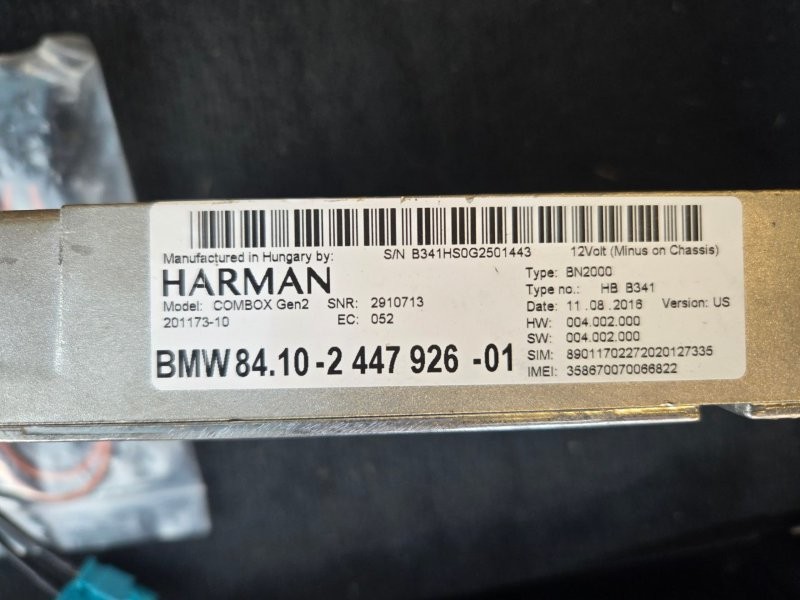 Manufactured in Hungary by:
S/N B341HS0G2501443
12Volt (Minus on Chassis)
HARMAN
Model: COMBOX Gen2 SNR: 2910713
201173-10 EC: 052
BMW 84.10-2 447 926 -01
Type: BN2000
Type no.: HB B341
Date: 11.08.2016 Version: US
HW: 004.002.000
SW: 004.002.000
SIM: 89011702272020127335
IMEI: 358670070066822